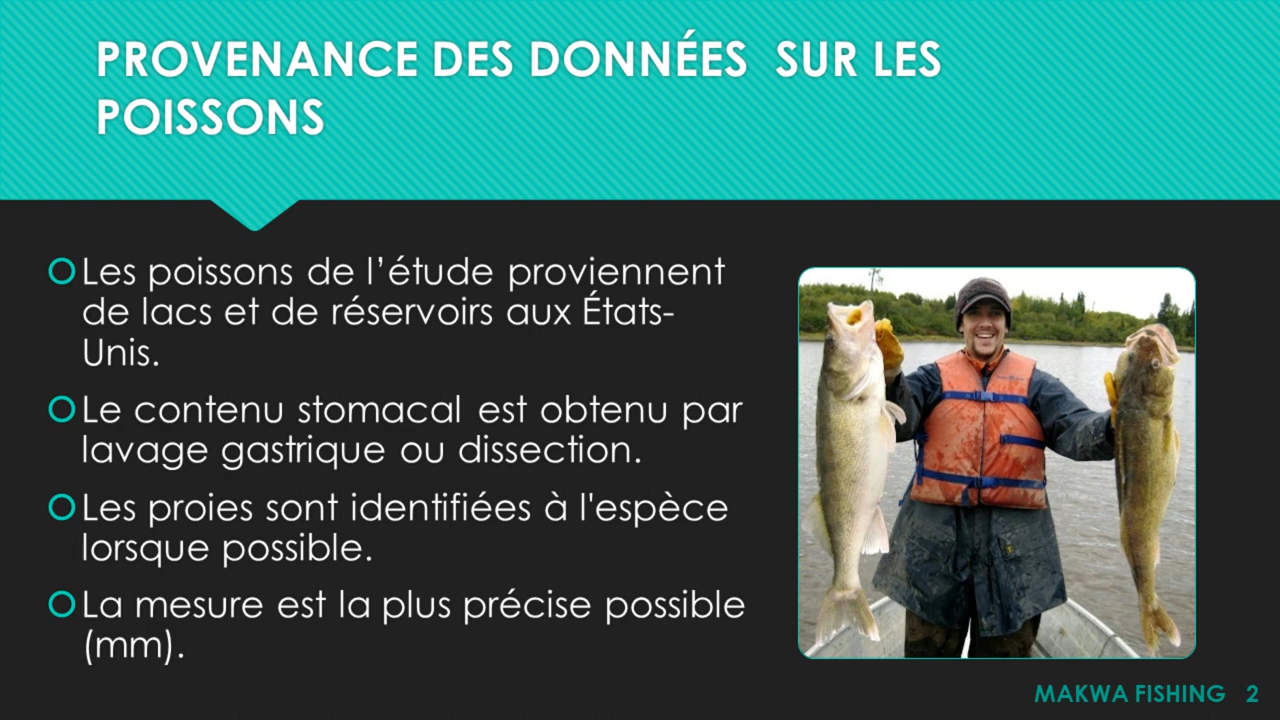 PROVENANCE DES DONNÉES  SUR LES
POISSONS
Les poissons de l’étude proviennent
de lacs et de réservoirs aux États-
Unis.
Le contenu stomacal est obtenu par
lavage gastrique ou dissection.
Les proies sont identifiées à l'espèce
lorsque possible.
La mesure est la plus précise possible
(mm).
MAKWA FISHING 2